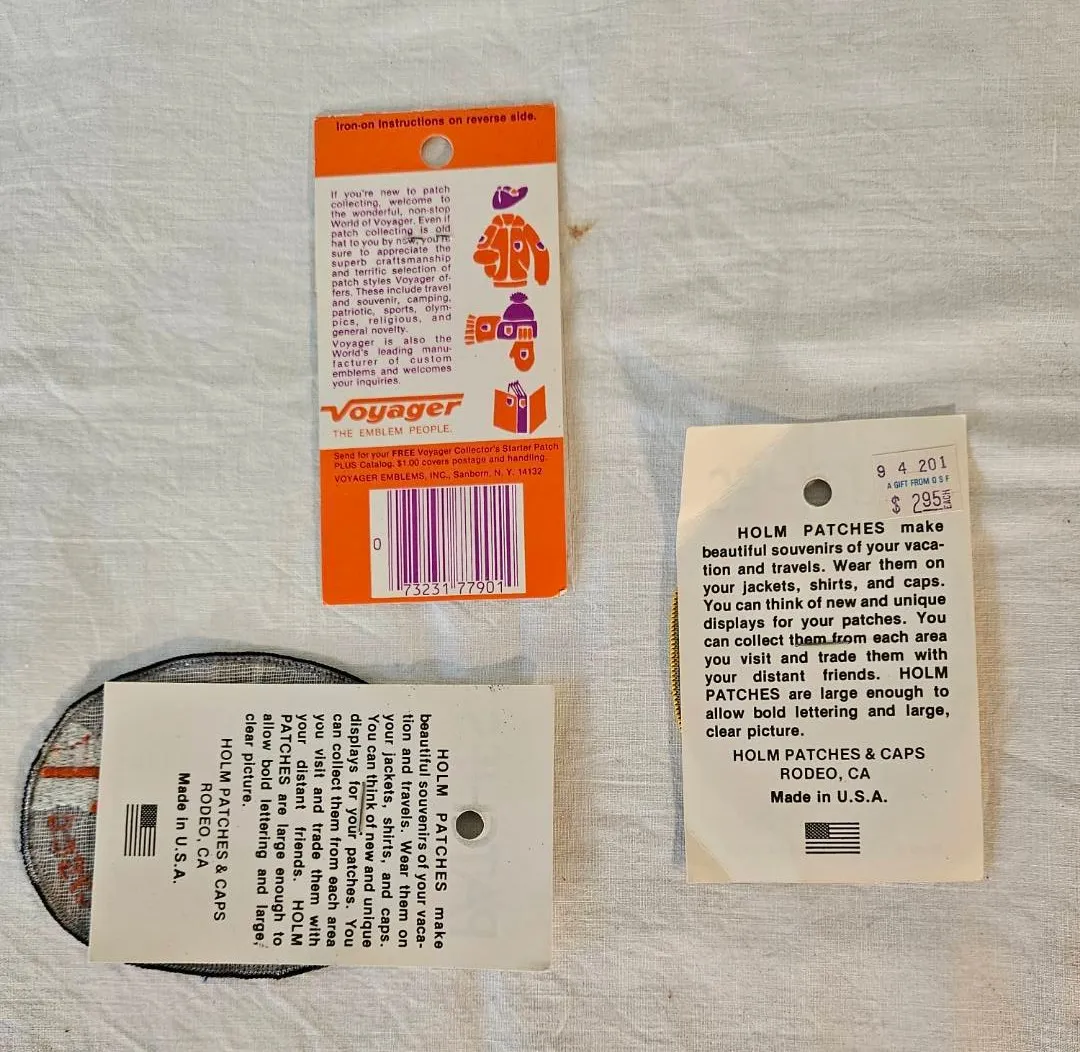 Iron-on Instructions on reverse side.
If you're new to patch
collecting, welcome to
the wonderful, non-stop
World of Voyager. Even if
patch collecting is old
hat to you by now, you're
sure to appreciate the
superb craftsmanship
and terrific selection of
patch styles Voyager of-
fers. These include travel
and souvenir, camping,
patriotic, sports, olym-
pics, religious, and
general novelty.
Voyager is also the
World's leading manu-
facturer of custom
emblems and welcomes
your inquiries.
Voyager
THE EMBLEM PEOPLE.
Send for your FREE Voyager Collector's Starter Patch
PLUS Catalog. $1.00 covers postage and handling.
VOYAGER EMBLEMS, INC., Sanborn, N. Y. 14132
0 73231 77901
9 4 201
A GIFT FROM O S F
$ 295 EACH
HOLM PATCHES make
beautiful souvenirs of your vaca-
tion and travels. Wear them on
your jackets, shirts, and caps.
You can think of new and unique
displays for your patches. You
can collect them from each area
you visit and trade them with
your distant friends. HOLM
PATCHES are large enough to
allow bold lettering and large,
clear picture.
HOLM PATCHES & CAPS
RODEO, CA
Made in U.S.A.
HOLM PATCHES make
beautiful souvenirs of your vaca-
tion and travels. Wear them on
your jackets, shirts, and caps.
You can think of new and unique
displays for your patches. You
can collect them from each area
you visit and trade them with
your distant friends. HOLM
PATCHES are large enough to
allow bold lettering and large,
clear picture.
HOLM PATCHES & CAPS
RODEO, CA
Made in U.S.A.